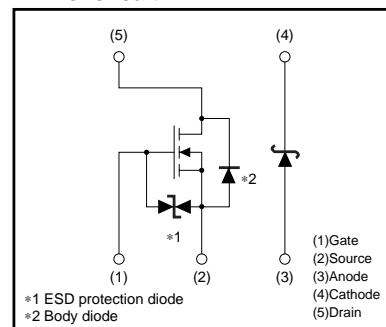 (5) (4)
∗2
∗1
(1) (2) (3)
(1)Gate
(2)Source
(3)Anode
(4)Cathode
(5)Drain
∗1 ESD protection diode
∗2 Body diode